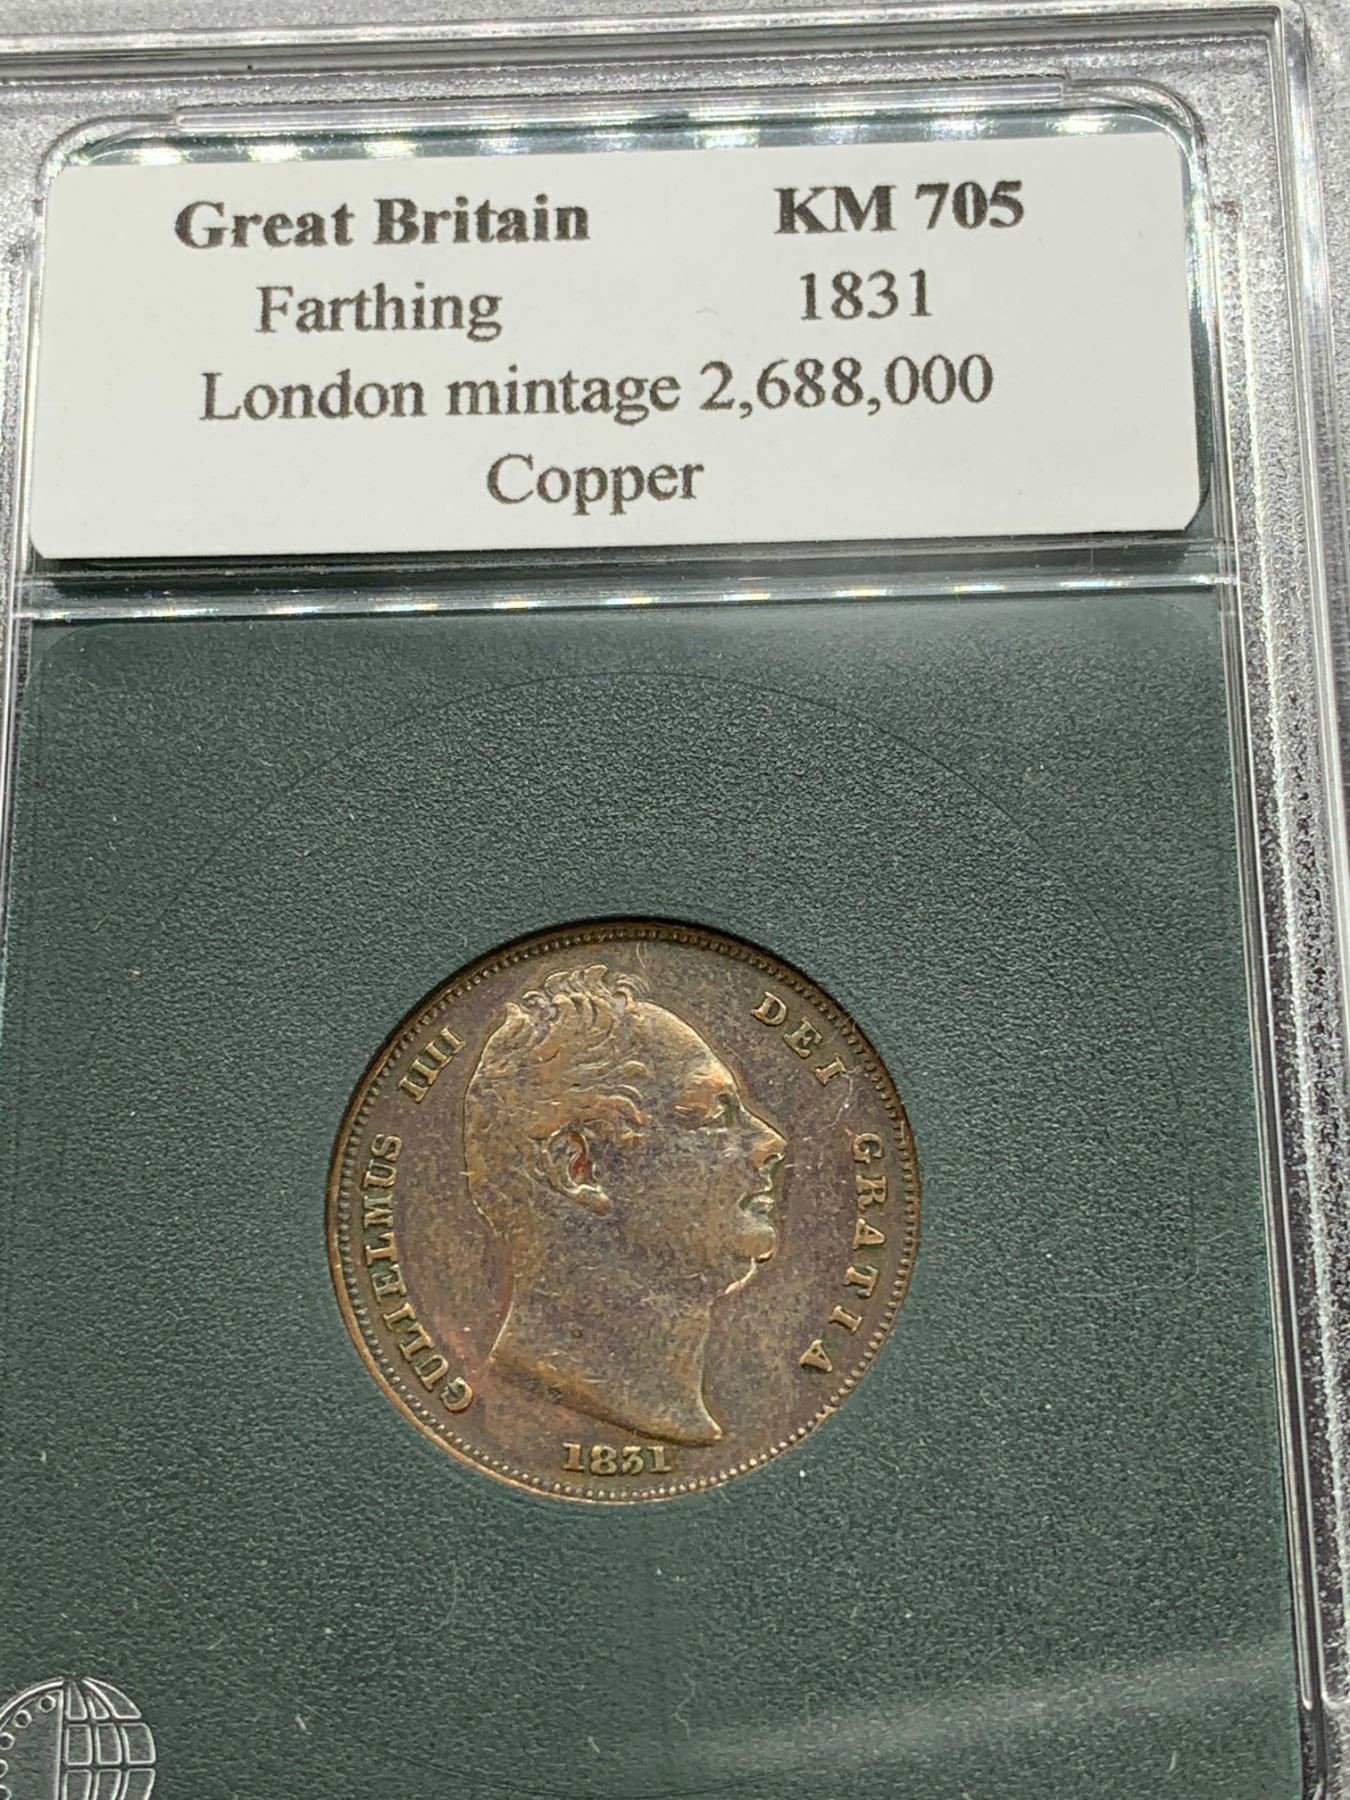 Great Britain KM 705
Farthing 1831
London mintage 2,688,000
Copper
GULIELMUS IIII DEI GRATIA
1831